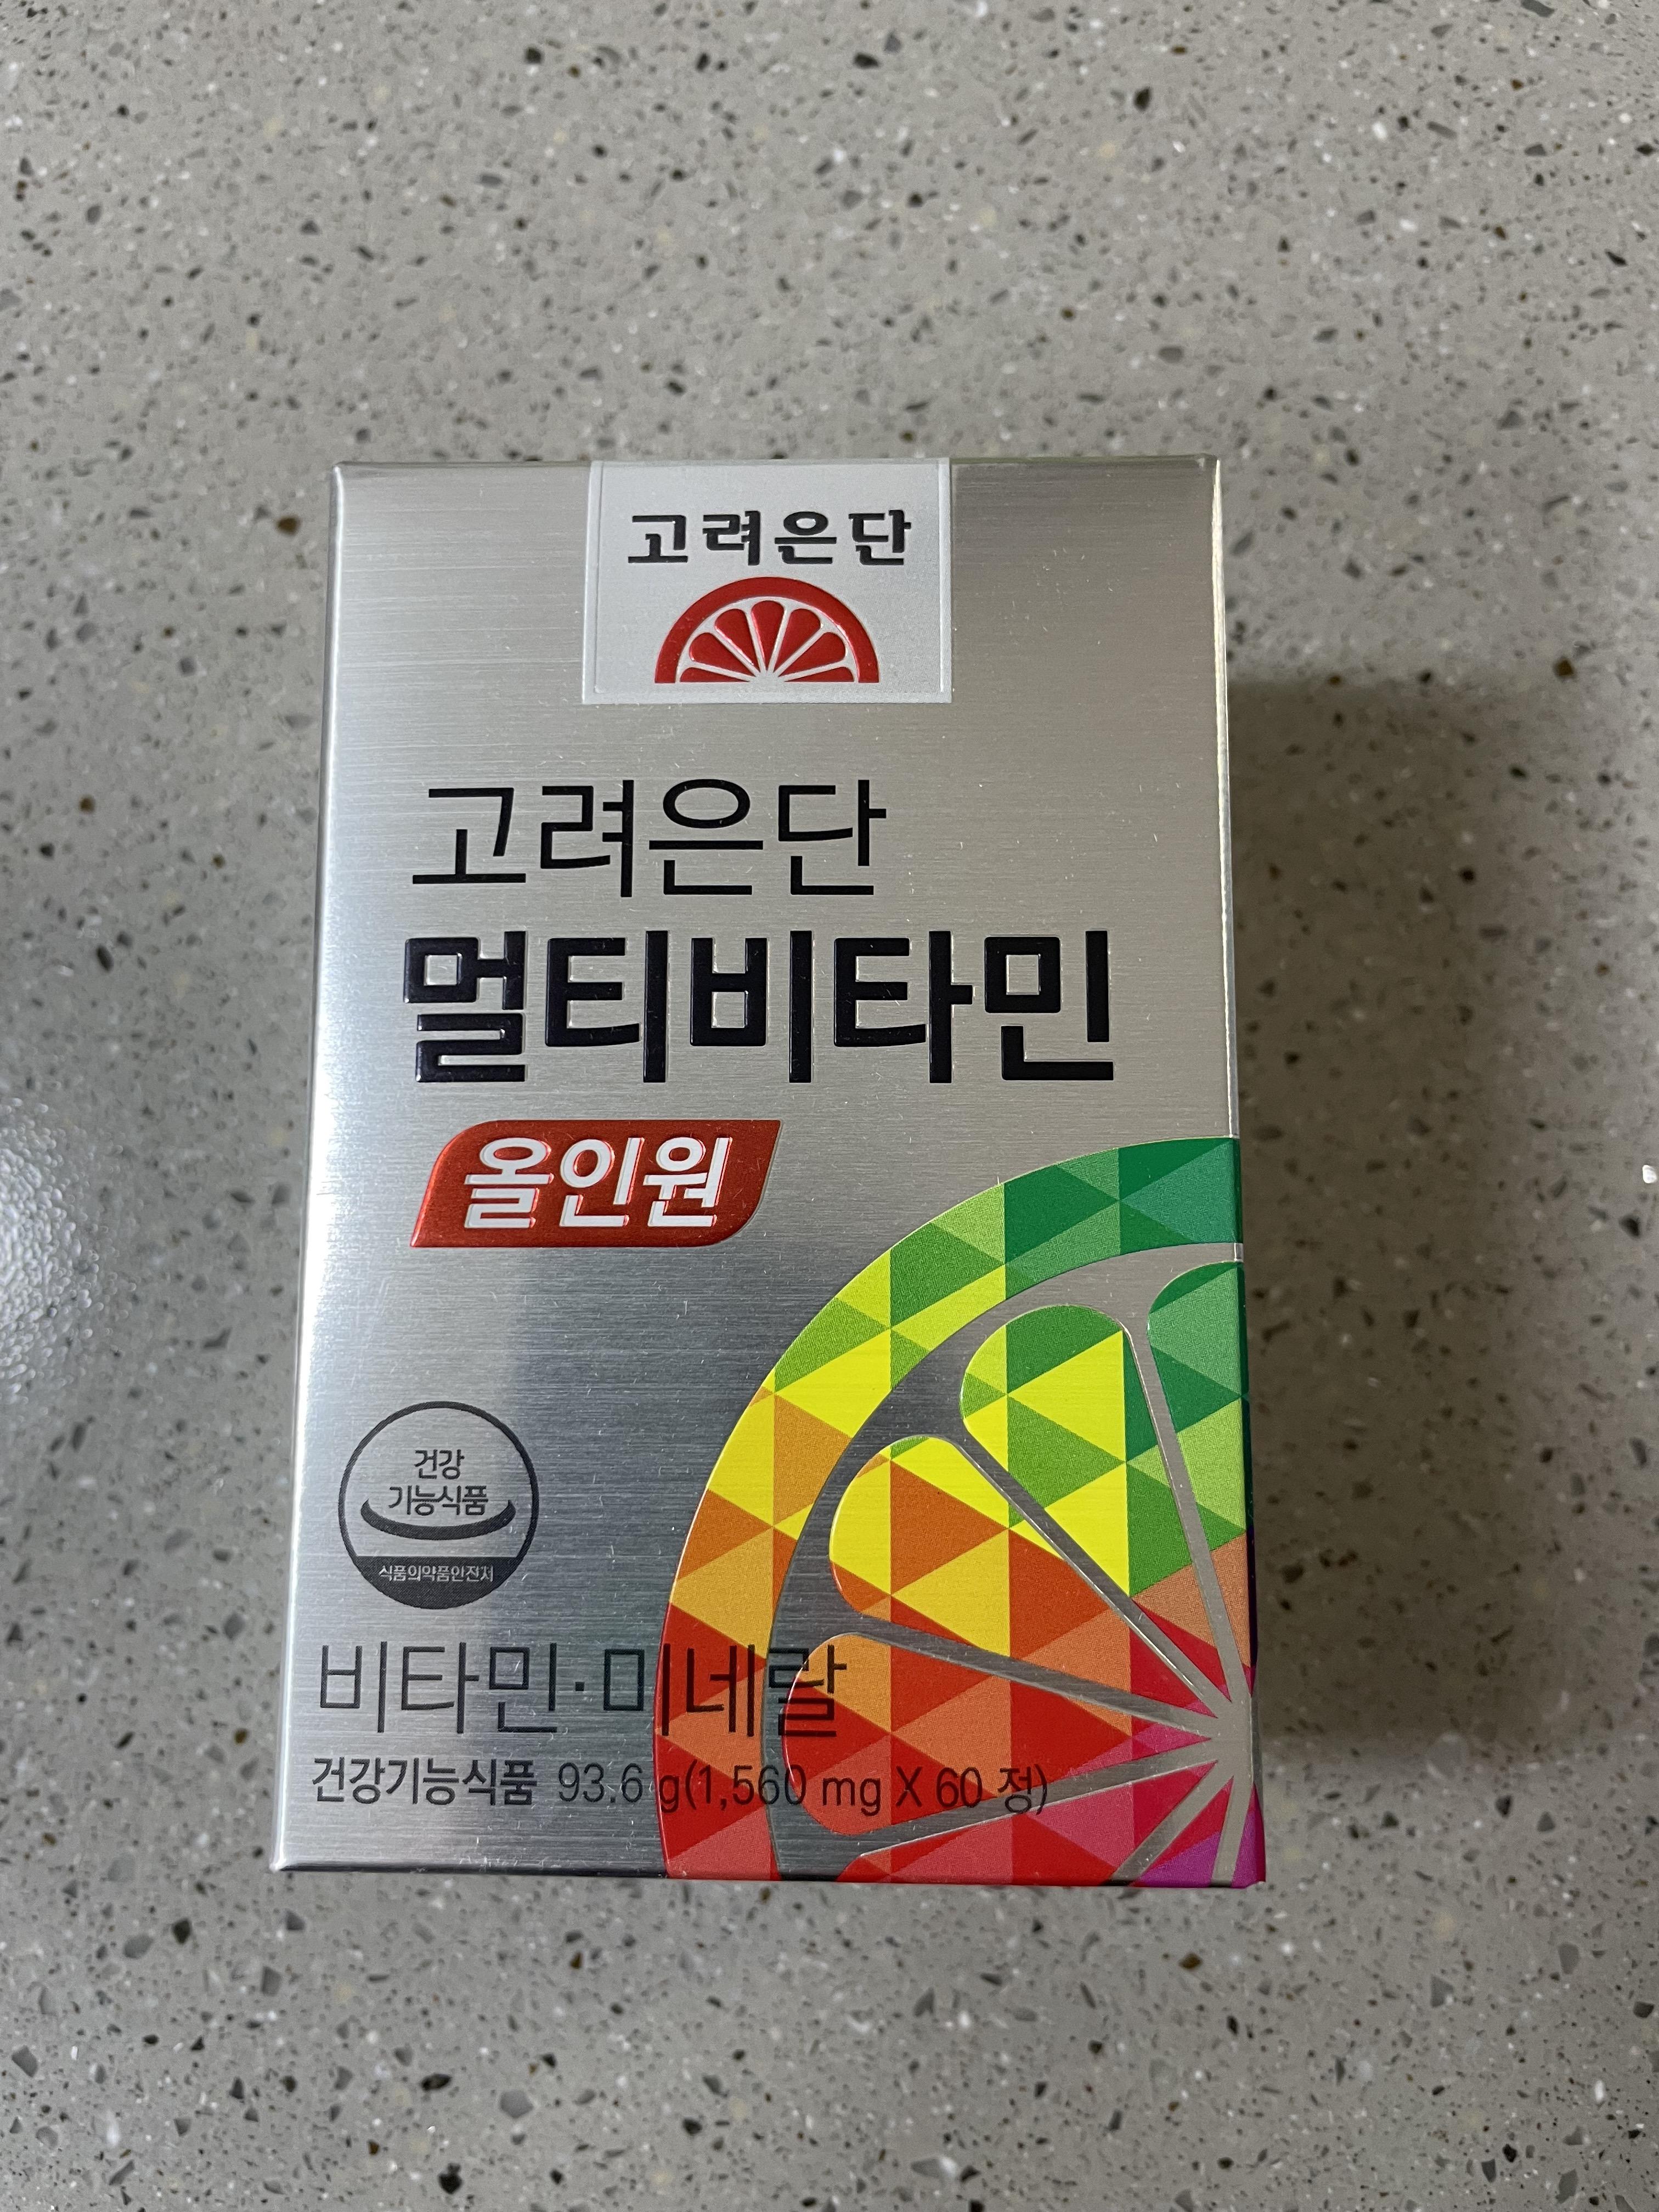 고려은단
고려은단
멀티비타민
올인원
건강
기능식품
식품의약품안전처
비타민·미네랄
건강기능식품 93.6 g(1,560 mg X 60 정)